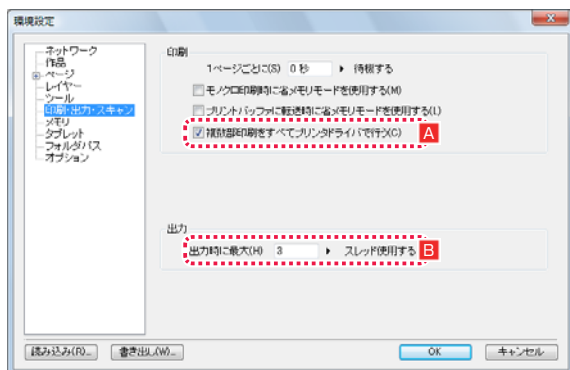 環境設定
ネットワーク
作品
ページ
レイヤー
ツール
印刷・出力・スキャン
メモリ
タブレット
フォルダパス
オプション
印刷
1ページごとに(S) 0 秒 待機する
モノクロ印刷時に省メモリモードを使用する(M)
プリントバッファに転送時に省メモリモードを使用する(L)
複数部印刷をすべてプリンタドライバで行う(C) A
出力
出力時に最大(H) 3 スレッド使用する B
読み込み(R)... 書き出し(W)... OK キャンセル